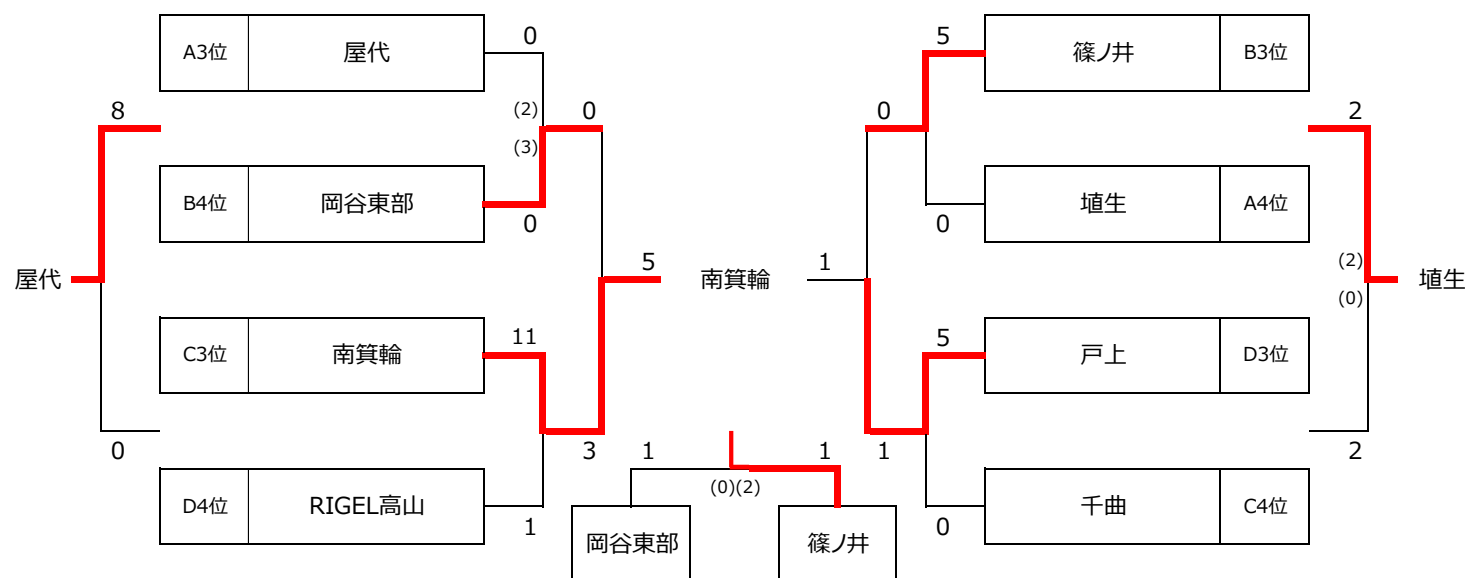 0
5
A3位 屋代
篠ノ井 B3位
8
(2)
0
0
2
(3)
B4位 岡谷東部
埴生 A4位
0
0
屋代
5
南箕輪
1
(2)
埴生
(0)
C3位 南箕輪
11
5
戸上 D3位
0
3
1
1
1
2
D4位 RIGEL高山
(0)(2)
千曲 C4位
1
0
岡谷東部
篠ノ井